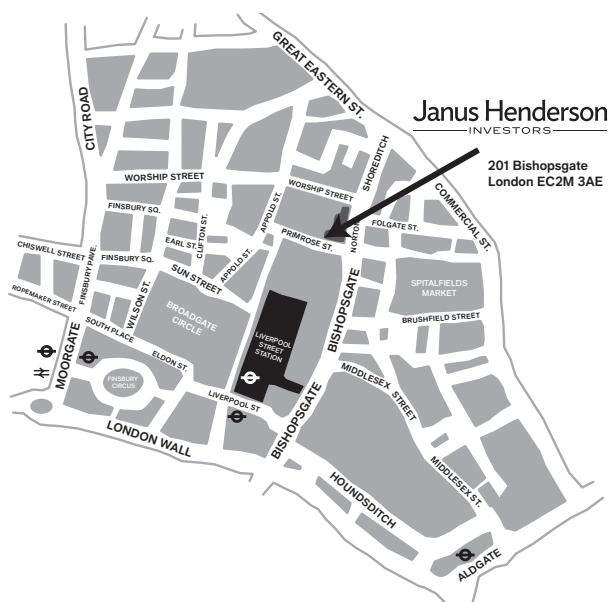 GREAT EASTERN ST.
CITY ROAD
Janus Henderson
INVESTORS
201 Bishopsgate
London EC2M 3AE
SHOREDITCH
COMMERCIAL ST.
WORSHIP STREET
WORSHIP STREET
FINSBURY SQ.
APPOLD ST.
CLIFTON ST.
PRIMROSE ST.
NORTON
FOLGATE ST.
EARL ST.
CHISWELL STREET
FINSBURY PAVE.
FINSBURY SQ.
APPOLD ST.
SUN STREET
ROPEMAKER STREET
WILSON ST.
BISHOPSGATE
SPITALFIELDS
MARKET
BROADGATE
CIRCLE
BRUSHFIELD STREET
SOUTH PLACE
LIVERPOOL
STREET
STATION
MOORGATE
ELDON ST.
FINSBURY
CIRCUS
MIDDLESEX STREET
LIVERPOOL ST
BISHOPSGATE
LONDON WALL
MIDDLESEX ST.
HOUNDSDITCH
ALDGATE